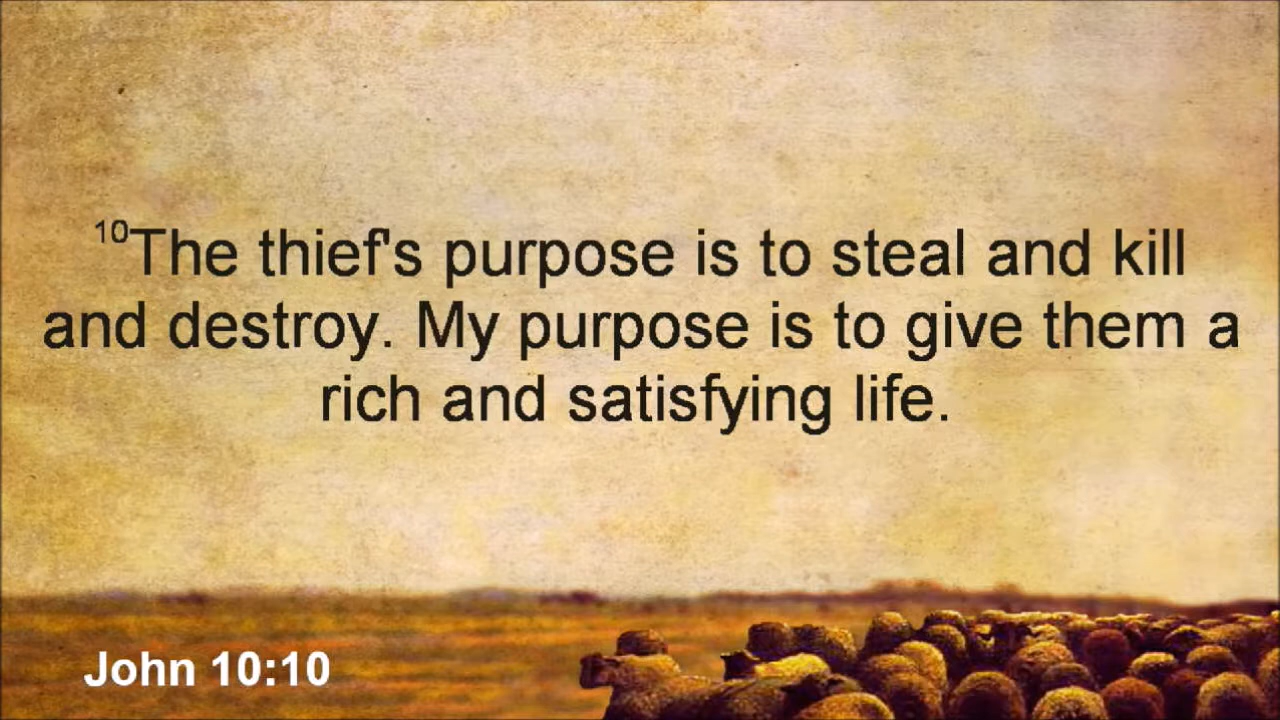 10The thief's purpose is to steal and kill
and destroy. My purpose is to give them a
rich and satisfying life.
John 10:10